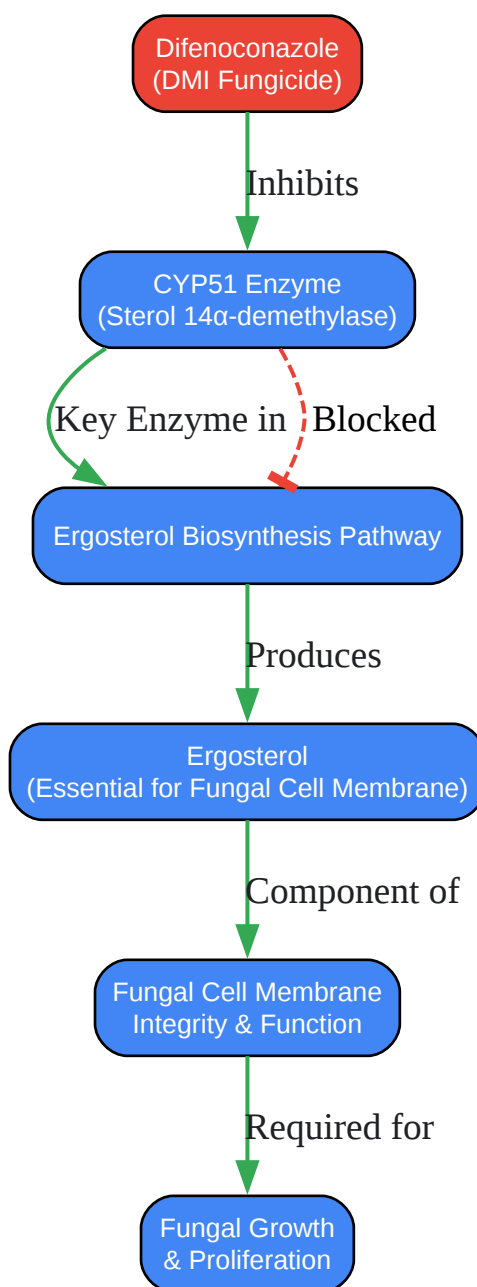 Difenoconazole
(DMI Fungicide)
Inhibits
CYP51 Enzyme
(Sterol 14α-demethylase)
Key Enzyme in
Blocked
Ergosterol Biosynthesis Pathway
Produces
Ergosterol
(Essential for Fungal Cell Membrane)
Component of
Fungal Cell Membrane
Integrity & Function
Required for
Fungal Growth
& Proliferation